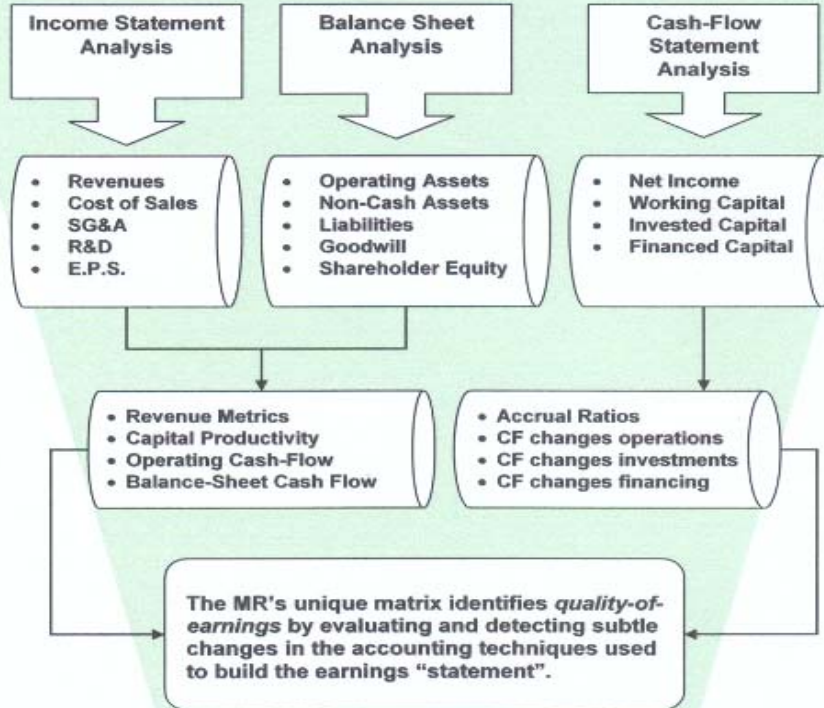 Income Statement
Analysis
Balance Sheet
Analysis
Cash-Flow
Statement
Analysis
• Revenues
• Cost of Sales
• SG&A
• R&D
• E.P.S.
• Operating Assets
• Non-Cash Assets
• Liabilities
• Goodwill
• Shareholder Equity
• Net Income
• Working Capital
• Invested Capital
• Financed Capital
• Revenue Metrics
• Capital Productivity
• Operating Cash-Flow
• Balance-Sheet Cash Flow
• Accrual Ratios
• CF changes operations
• CF changes investments
• CF changes financing
The MR's unique matrix identifies quality-of-
earnings by evaluating and detecting subtle
changes in the accounting techniques used
to build the earnings “statement”.